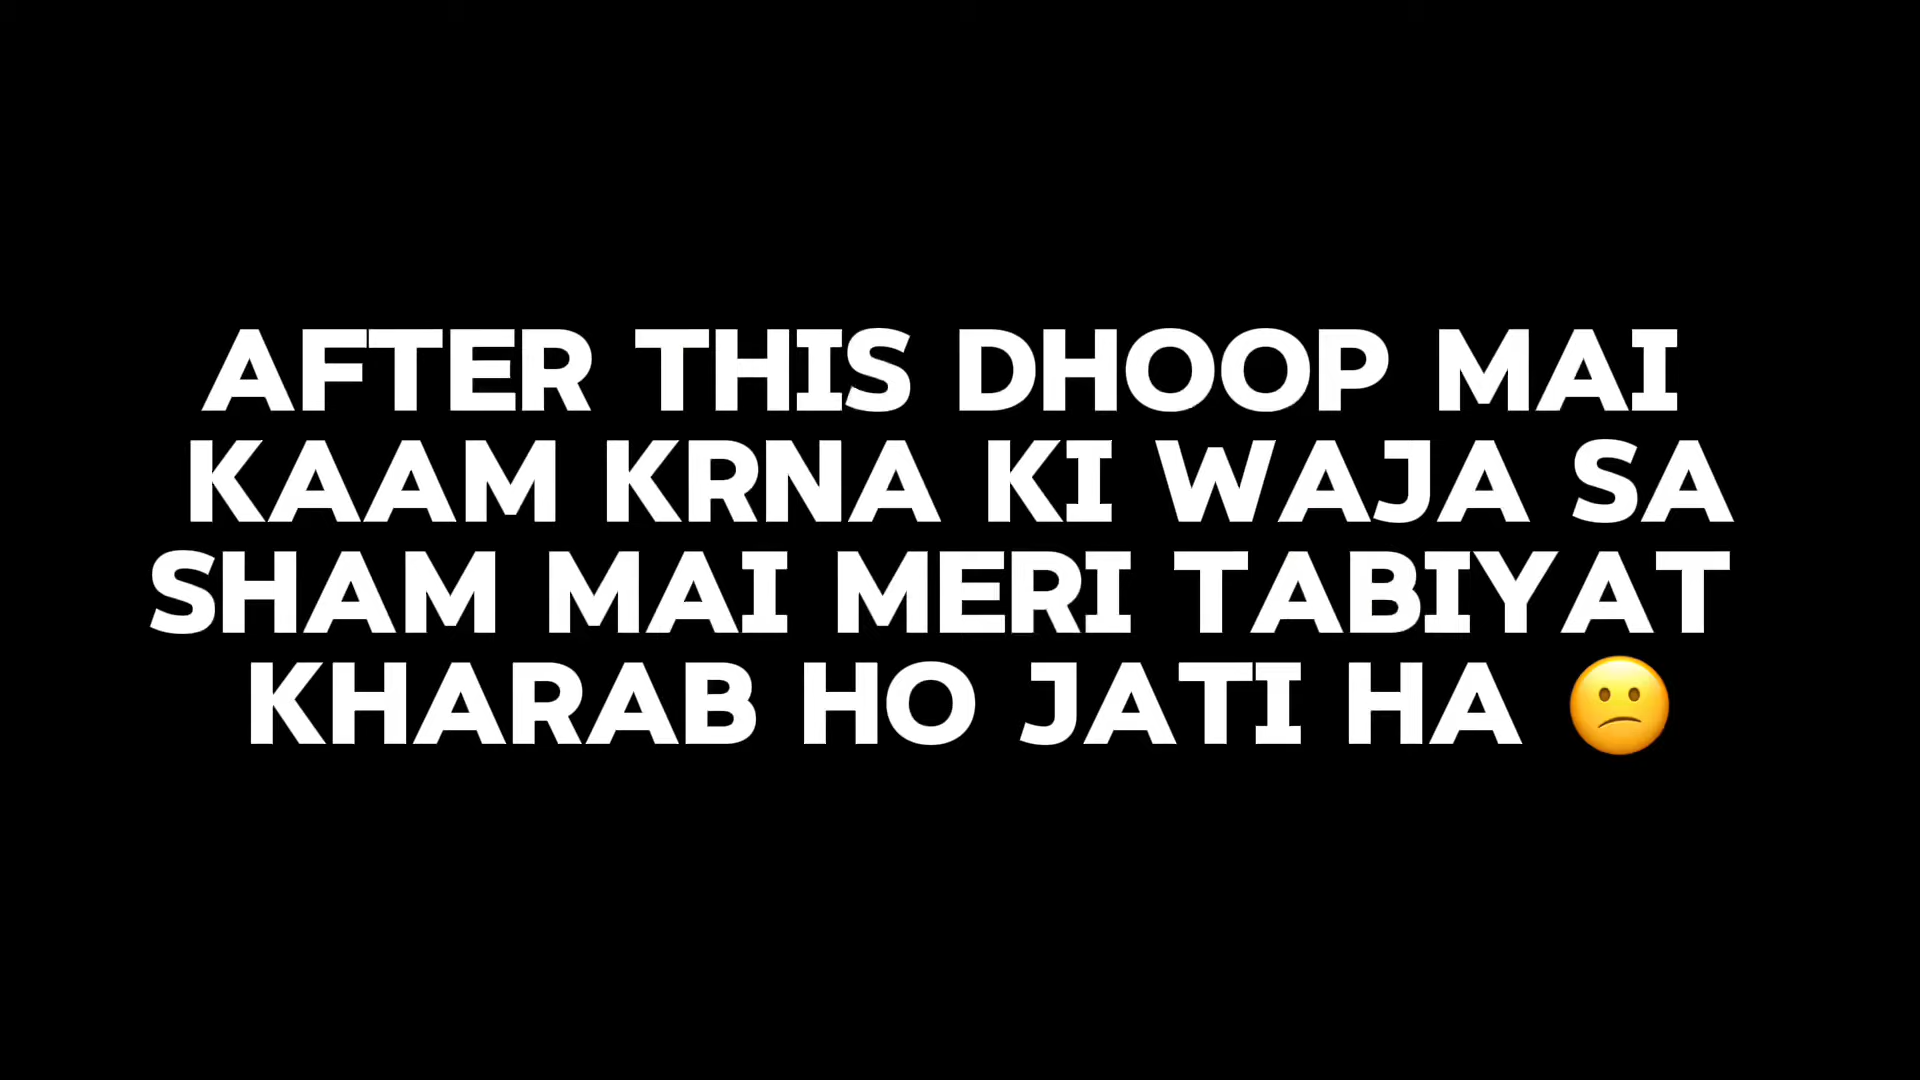 AFTER THIS DHOOP MAI
KAAM KRNA KI WAJA SA
SHAM MAI MERI TABIYAT
KHARAB HO JATI HA 😕